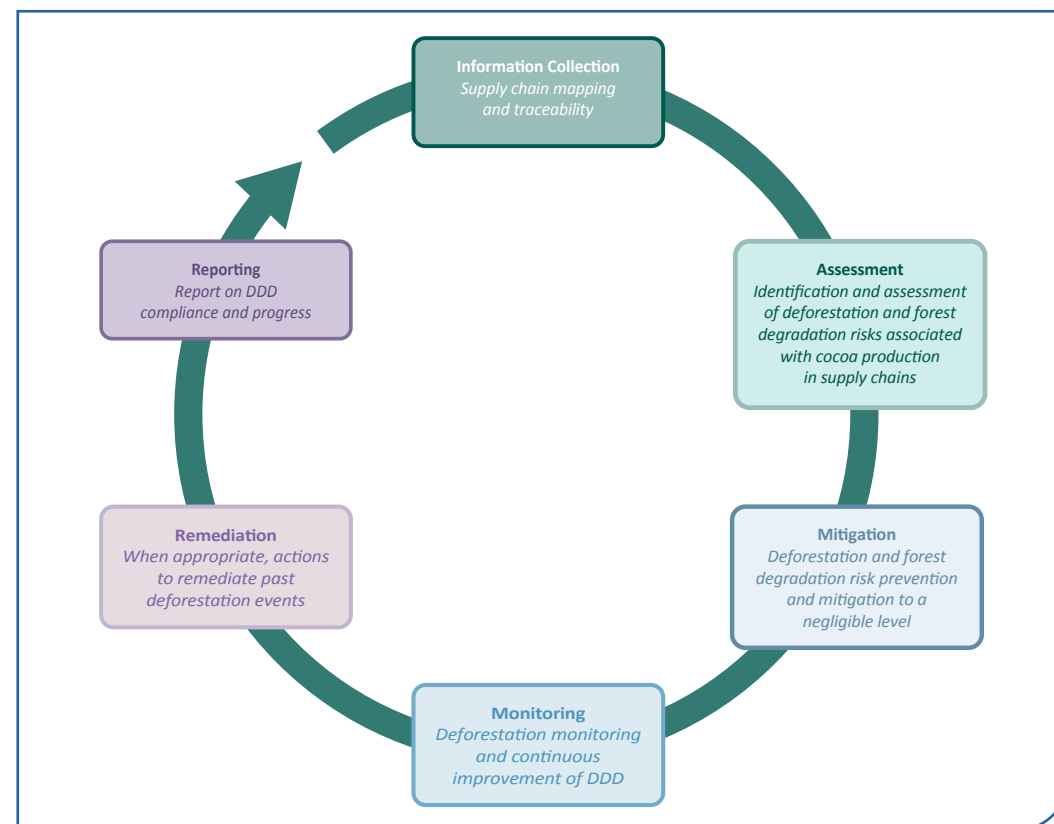 Information Collection
Supply chain mapping
and traceability
Assessment
Identification and assessment
of deforestation and forest
degradation risks associated
with cocoa production
in supply chains
Mitigation
Deforestation and forest
degradation risk prevention
and mitigation to a
negligible level
Monitoring
Deforestation monitoring
and continuous
improvement of DDD
Remediation
When appropriate, actions
to remediate past
deforestation events
Reporting
Report on DDD
compliance and progress